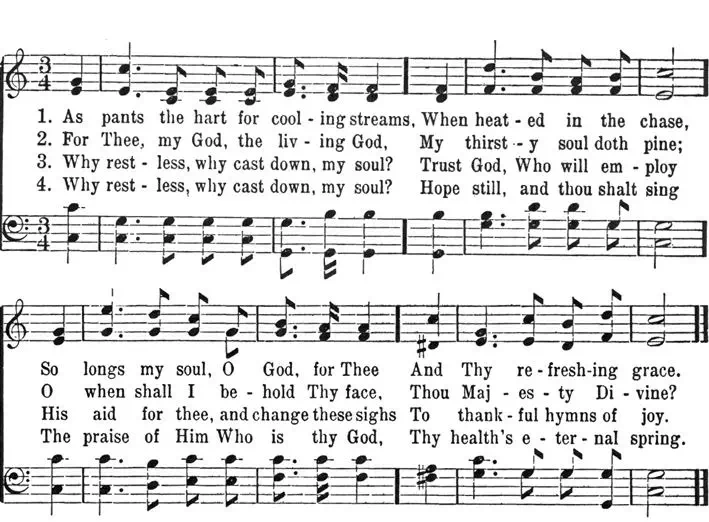 3
4
1. As pants the hart for cool - ing streams, When heat - ed in the chase,
2. For Thee, my God, the liv - ing God, My thirst - y soul doth pine;
3. Why rest - less, why cast down, my soul? Trust God, Who will em - ploy
4. Why rest - less, why cast down, my soul? Hope still, and thou shalt sing
3
4
So longs my soul, O God, for Thee And Thy re - fresh - ing grace.
O when shall I be - hold Thy face, Thou Maj - es - ty Di - vine?
His aid for thee, and change these sighs To thank - ful hymns of joy.
The praise of Him Who is thy God, Thy health's e - ter - nal spring.